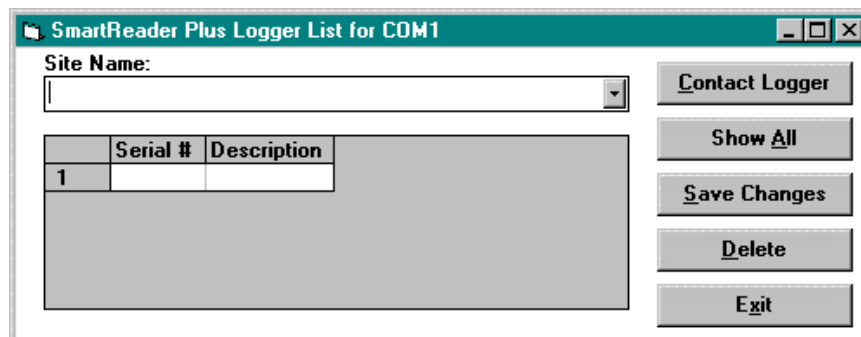 SmartReader Plus Logger List for COM1
Site Name:
Contact Logger
Serial # Description
1
Show All
Save Changes
Delete
Exit